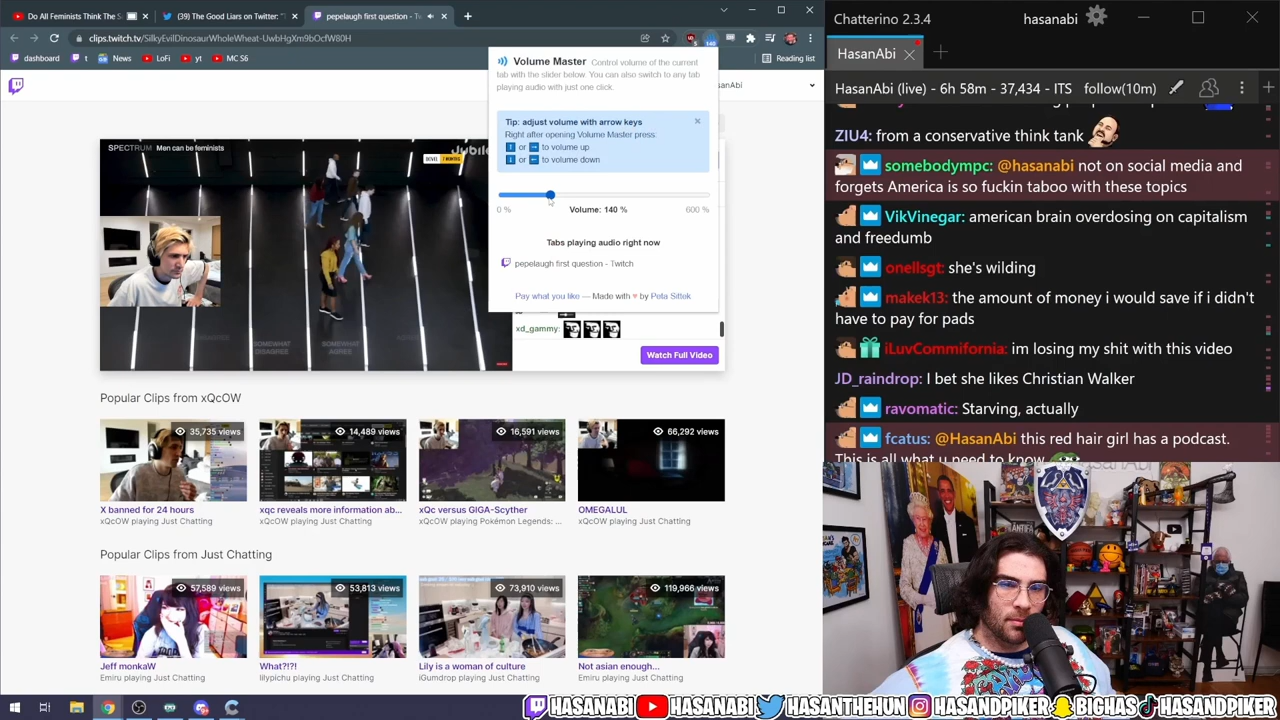 Do All Feminists Think The S
(39) The Good Liars on Twitter: "
pepelaugh first question - Tw
clips.twitch.tv/SilkyEvilDinosaurWholeWheat-UwbHgXm9bOcfW80H
140
dashboard
t
News
LoFi
yt
MC S6
Reading list
Volume Master Control volume of the current
tab with the slider below. You can also switch to any tab
playing audio with just one click.
Tip: adjust volume with arrow keys
Right after opening Volume Master press:
or to volume up
or to volume down
0 %
Volume: 140 %
600 %
Tabs playing audio right now
pepelaugh first question - Twitch
Pay what you like — Made with ♥ by Peta Sittek
sanAbi
SPECTRUM Men can be feminists
jubile
SOMEWHAT
DISAGREE
SOMEWHAT
AGREE
xd_gammy:
Watch Full Video
Popular Clips from xQcOW
35,735 views
14,489 views
16,591 views
66,292 views
X banned for 24 hours
xqc reveals more information ab...
xQc versus GIGA-Scyther
OMEGALUL
xQcOW playing Just Chatting
xQcOW playing Just Chatting
xQcOW playing Pokémon Legends: ...
xQcOW playing Just Chatting
Popular Clips from Just Chatting
57,589 views
53,813 views
73,910 views
119,966 views
Jeff monkaW
What?!?!
Lily is a woman of culture
Not asian enough...
Emiru playing Just Chatting
lilypichu playing Just Chatting
iGumdrop playing Just Chatting
Emiru playing Just Chatting
Chatterino 2.3.4
hasanabi
HasanAbi
HasanAbi (live) - 6h 58m - 37,434 - ITS
follow(10m)
ZIU4: from a conservative think tank
somebodympc: @hasanabi not on social media and
forgets America is so fuckin taboo with these topics
VikVinegar: american brain overdosing on capitalism
and freedumb
onellsgt: she's wilding
makek13: the amount of money i would save if i didn't
have to pay for pads
iLuvCommifornia: im losing my shit with this video
JD_raindrop: I bet she likes Christian Walker
ravomatic: Starving, actually
fcatus: @HasanAbi this red hair girl has a podcast.
This is all what u need to know
HASANABI
HASANABI
HASANTHEHUN
HASANDPIKER
BIGHAS
HASANDPIKER